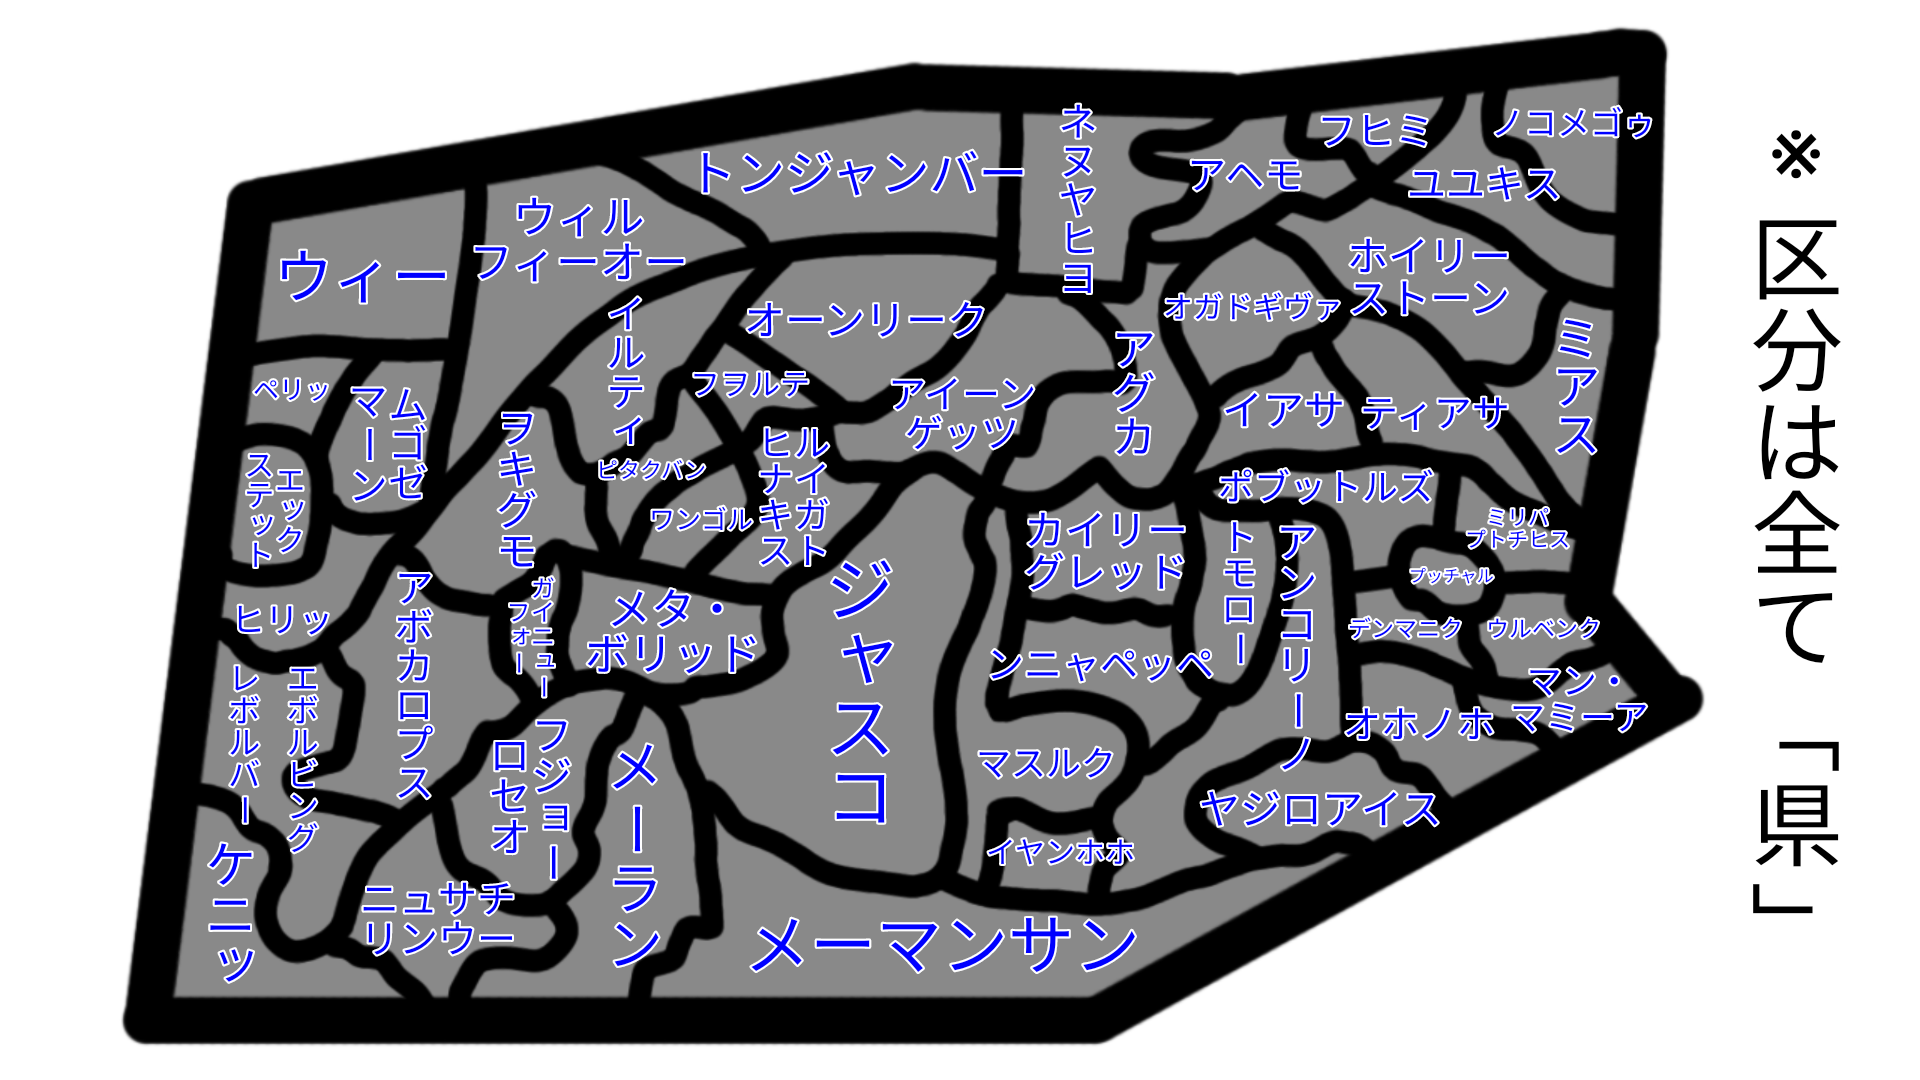 ※区分は全て「県」
ノコメゴゥ
フヒミ
ユユキス
アヘモ
ネヌヤヒヨ
トンジャンバー
ウィル
フィーオー
ウィー
ホイリー
ストーン
オガドギヴァ
ミアス
オーンリーク
イルティ
アグカ
フヲルテ
アイーン
ゲッツ
イアサ
ティアサ
ペリッ
ムゴゼ
マーン
ヲキグモ
ヒルナイキガスト
ピタクバン
ワンゴル
エック
ステット
ポブットルズ
ミリパ
プトチヒス
カイリー
グレッド
トモロー
アンコリーノ
プッチャル
デンマニク
ウルベンク
ジャスコ
メタ・
ボリッド
ガイニュー
フォー
アボカロプス
ヒリッ
ンニャペッペ
マン・
マミーア
オホノホ
エボルビング
レボルバー
フジョー
ロセオ
メーラン
マスルク
ヤジロアイス
イヤンホホ
ケニッ
ニュサチ
リンウー
メーマンサン